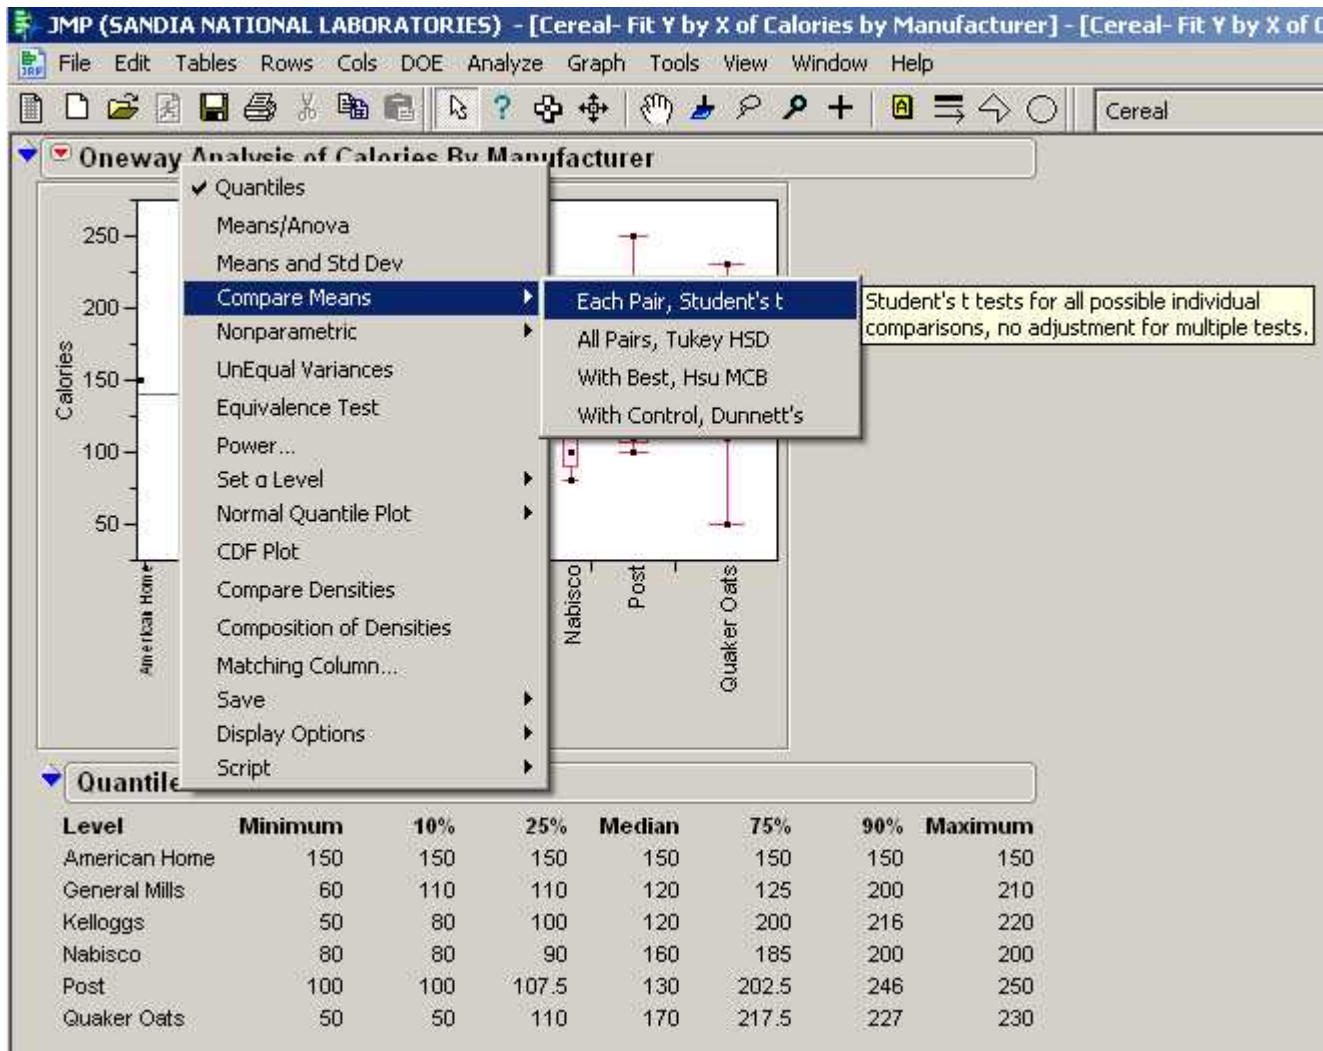 JMP (SANDIA NATIONAL LABORATORIES) - [Cereal- Fit Y by X of Calories by Manufacturer] - [Cereal- Fit Y by X of
File Edit Tables Rows Cols DOE Analyze Graph Tools View Window Help
Cereal
Oneway Analysis of Calories By Manufacturer
Quantiles
Means/Anova
Means and Std Dev
Compare Means
Nonparametric
UnEqual Variances
Equivalence Test
Power...
Set α Level
Normal Quantile Plot
CDF Plot
Compare Densities
Composition of Densities
Matching Column...
Save
Display Options
Script
Each Pair, Student's t
All Pairs, Tukey HSD
With Best, Hsu MCB
With Control, Dunnett's
Student's t tests for all possible individual
comparisons, no adjustment for multiple tests.
Calories
250
200
150
100
50
American Home
Nabisco
Post
Quaker Oats
Quantile
Level Minimum 10% 25% Median 75% 90% Maximum
American Home 150 150 150 150 150 150 150
General Mills 60 110 110 120 125 200 210
Kelloggs 50 80 100 120 200 216 220
Nabisco 80 80 90 160 185 200 200
Post 100 100 107.5 130 202.5 246 250
Quaker Oats 50 50 110 170 217.5 227 230